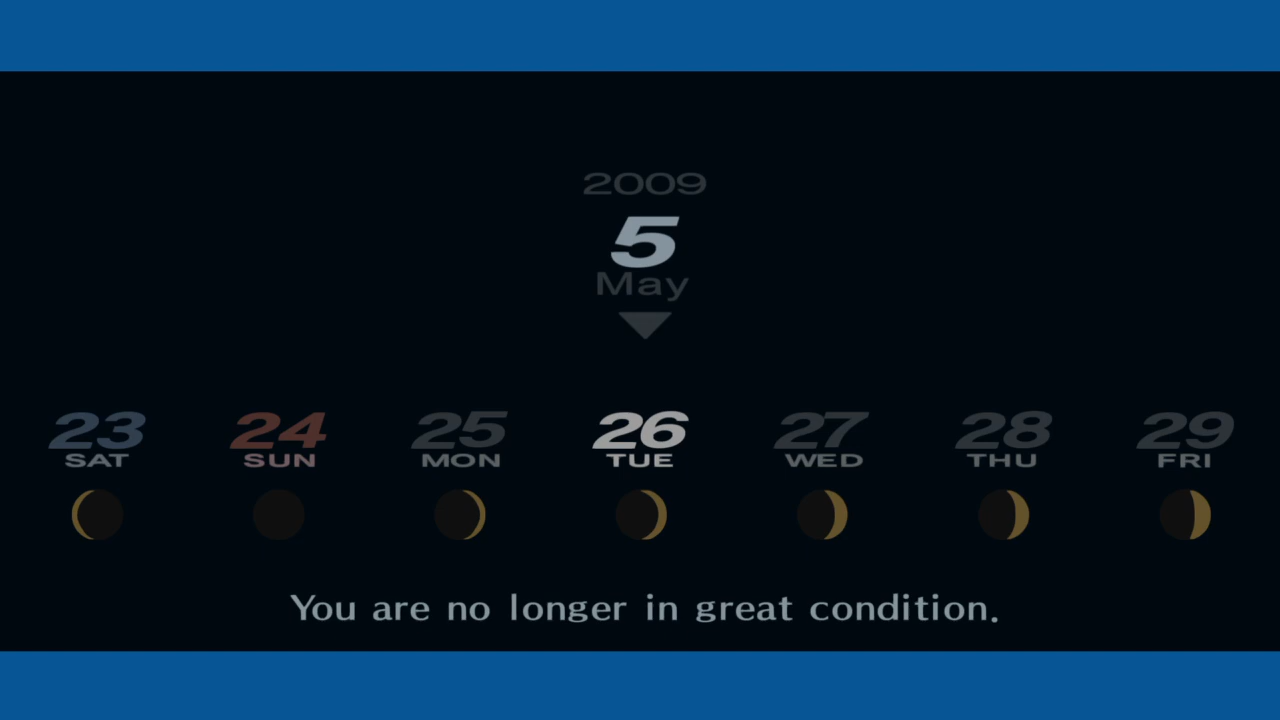 2009
5
May
23 24 25 26 27 28 29
SAT SUN MON TUE WED THU FRI
You are no longer in great condition.